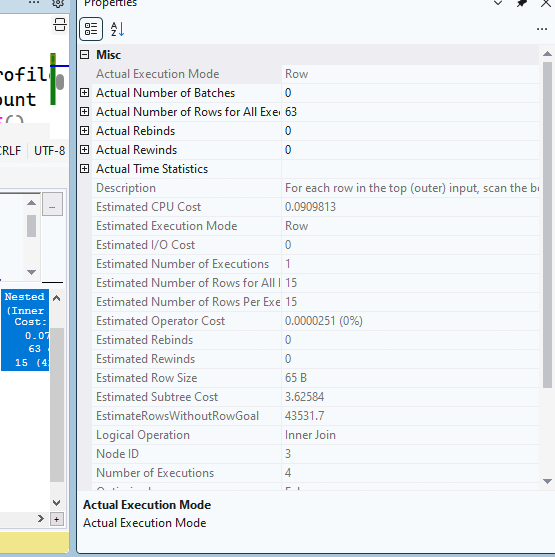 Properties
rofile
ount
CRLF UTF-8
Nested
(Inner
Cost:
0.07
63
15 (4
Misc
Actual Execution Mode Row
Actual Number of Batches 0
Actual Number of Rows for All Exe 63
Actual Rebinds 0
Actual Rewinds 0
Actual Time Statistics
Description For each row in the top (outer) input, scan the b
Estimated CPU Cost 0.0909813
Estimated Execution Mode Row
Estimated I/O Cost 0
Estimated Number of Executions 1
Estimated Number of Rows for All 15
Estimated Number of Rows Per Exe 15
Estimated Operator Cost 0.0000251 (0%)
Estimated Rebinds 0
Estimated Rewinds 0
Estimated Row Size 65 B
Estimated Subtree Cost 3.62584
EstimateRowsWithoutRowGoal 43531.7
Logical Operation Inner Join
Node ID 3
Number of Executions 4
Actual Execution Mode
Actual Execution Mode